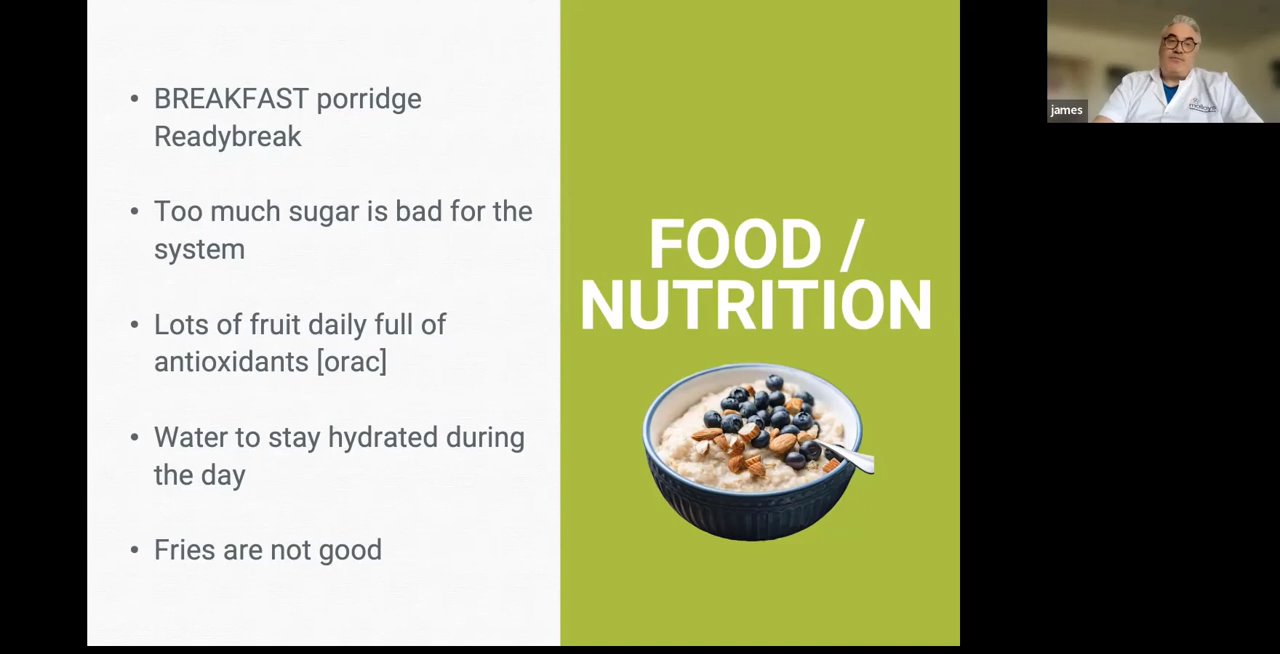 • BREAKFAST porridge
Readybreak
• Too much sugar is bad for the
system
• Lots of fruit daily full of
antioxidants [orac]
• Water to stay hydrated during
the day
• Fries are not good
FOOD /
NUTRITION
james